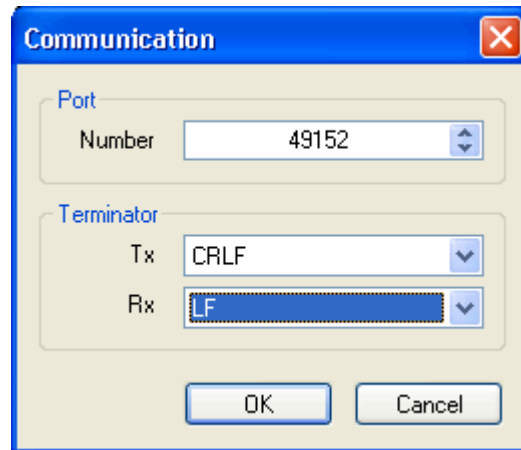 Communication
Port
Number 49152
Terminator
Tx CRLF
Rx LF
OK Cancel